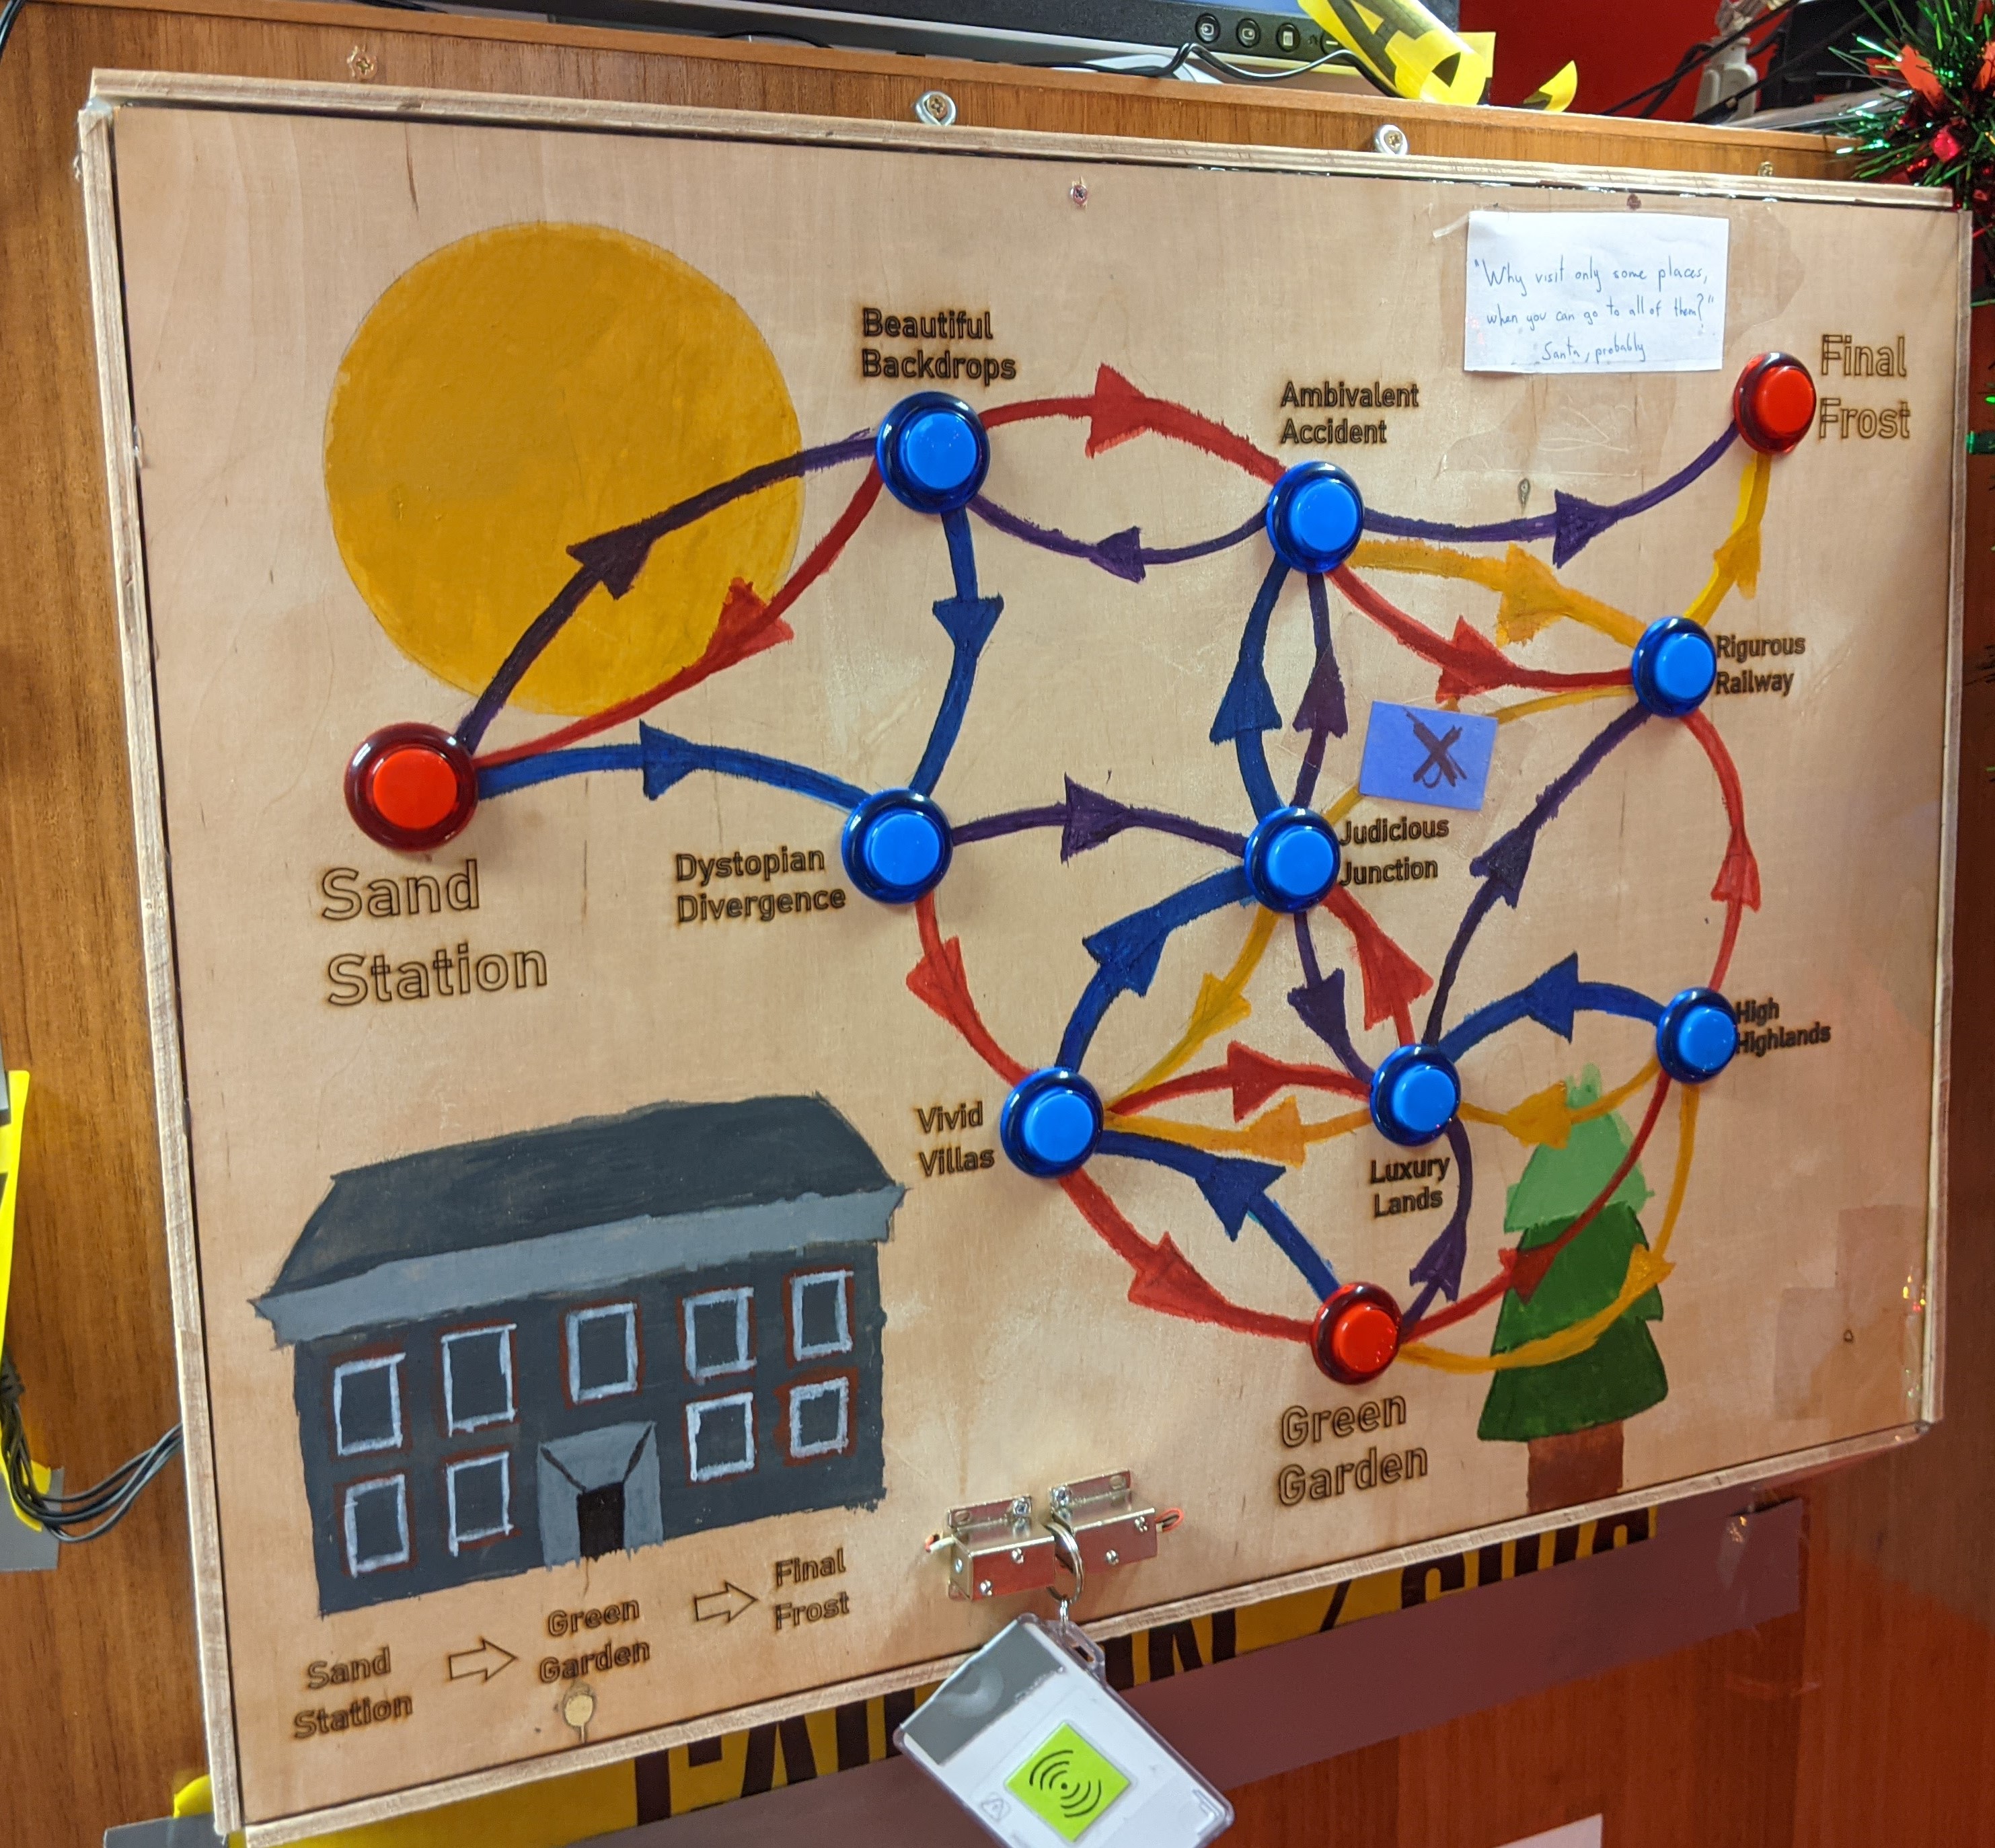 "Why visit only some places,
when you can go to all of them?"
Santa, probably
Beautiful
Backdrops
Ambivalent
Accident
Final
Frost
Rigurous
Railway
Sand
Station
Dystopian
Divergence
Judicious
Junction
High
Highlands
Vivid
Villas
Luxury
Lands
Green
Garden
Sand
Station
Green
Garden
Final
Frost